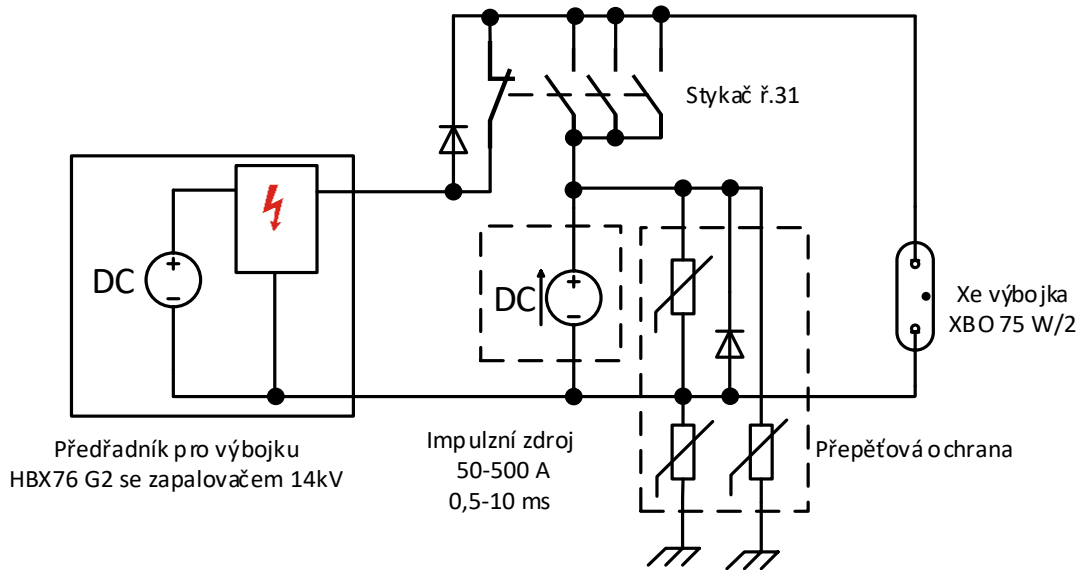 Stykač ř.31
DC
+
−
DC
+
−
Xe výbojka
XBO 75 W/2
Předřadník pro výbojku
HBX76 G2 se zapalovačem 14kV
Impulzní zdroj
50-500 A
0,5-10 ms
Přepěťová ochrana